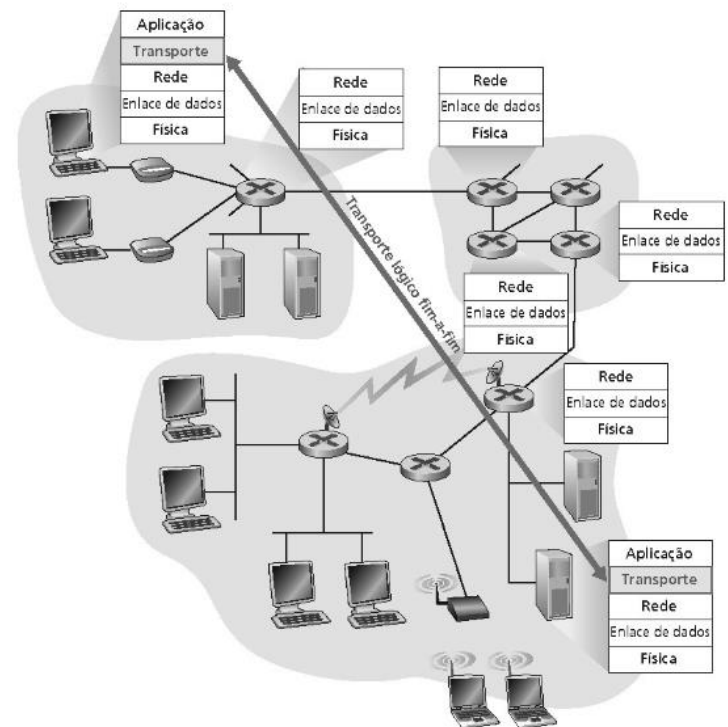 Aplicação
Transporte
Rede
Enlace de dados
Física
Rede
Enlace de dados
Física
Rede
Enlace de dados
Física
Rede
Enlace de dados
Física
Transporte lógico fim-a-fim
Rede
Enlace de dados
Física
Rede
Enlace de dados
Física
Aplicação
Transporte
Rede
Enlace de dados
Física